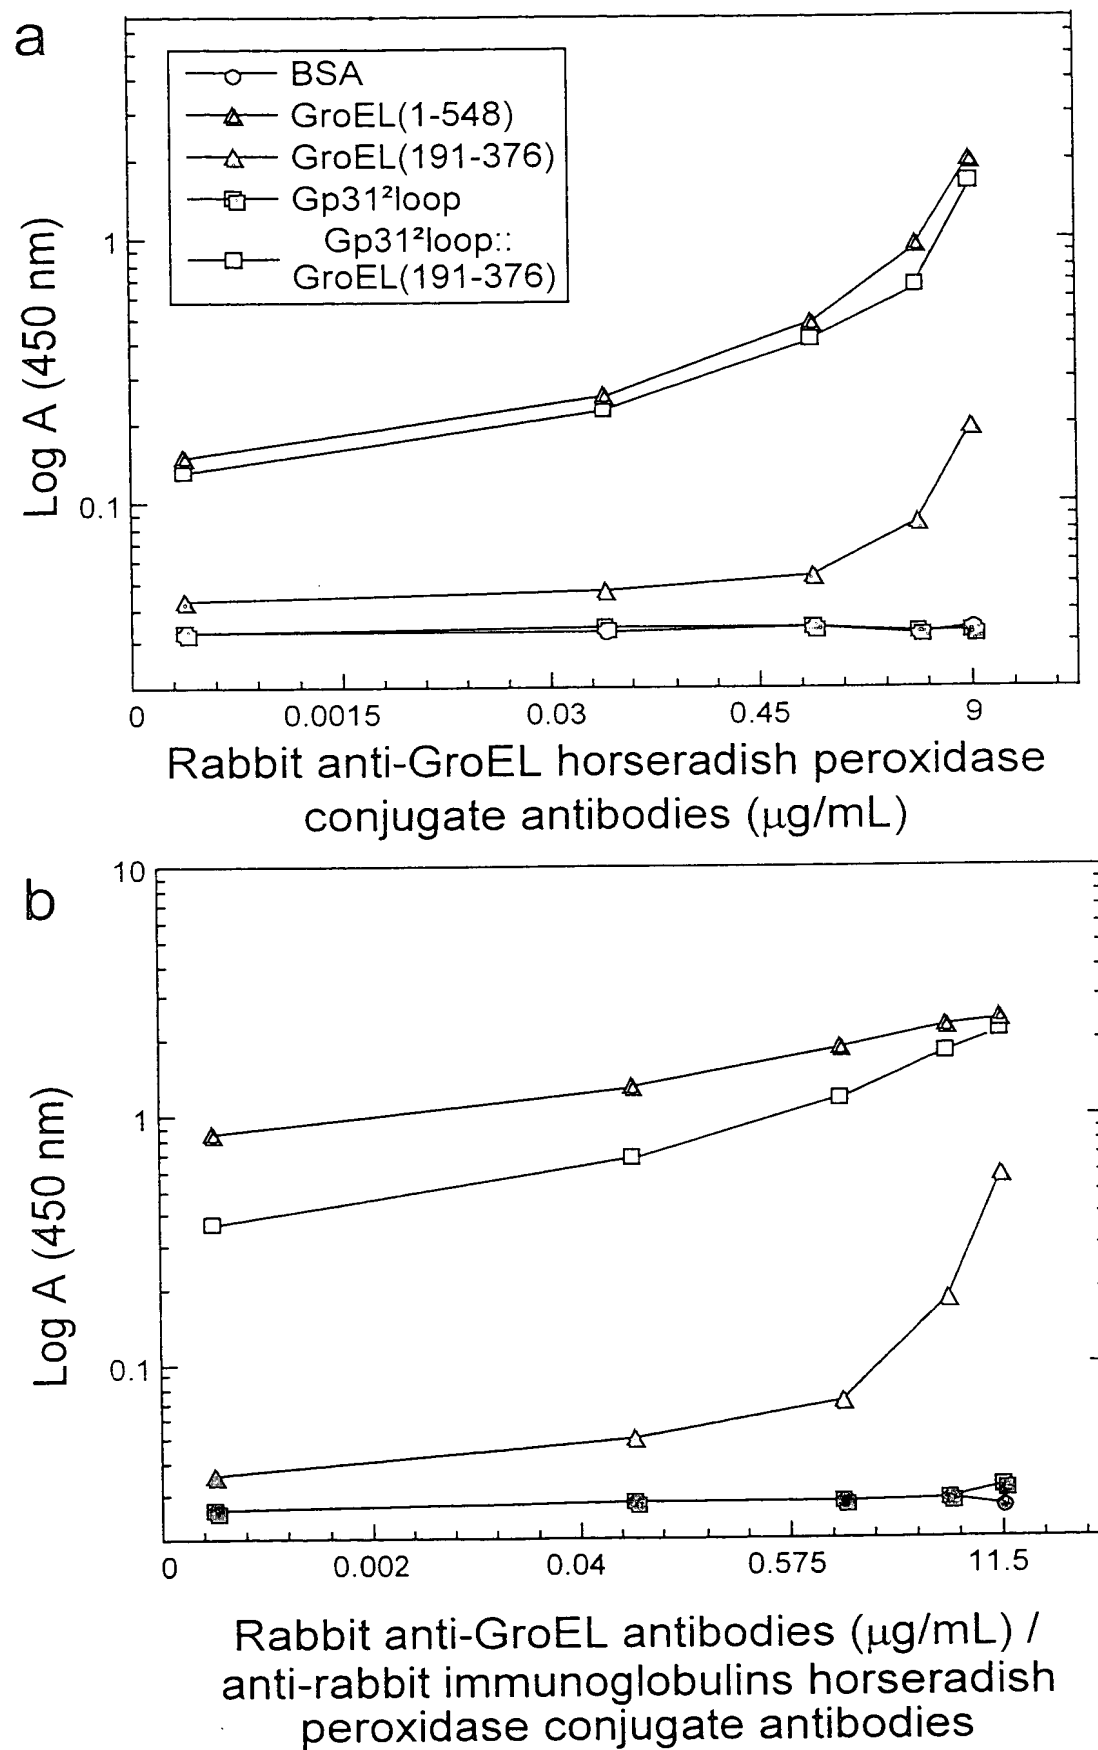 a
BSA
GroEL(1-548)
GroEL(191-376)
Gp31²loop
Gp31²loop::
GroEL(191-376)
Log A (450 nm)
1
0.1
0 0.0015 0.03 0.45 9
Rabbit anti-GroEL horseradish peroxidase
conjugate antibodies (μg/mL)
b
10
Log A (450 nm)
1
0.1
0 0.002 0.04 0.575 11.5
Rabbit anti-GroEL antibodies (μg/mL) /
anti-rabbit immunoglobulins horseradish
peroxidase conjugate antibodies